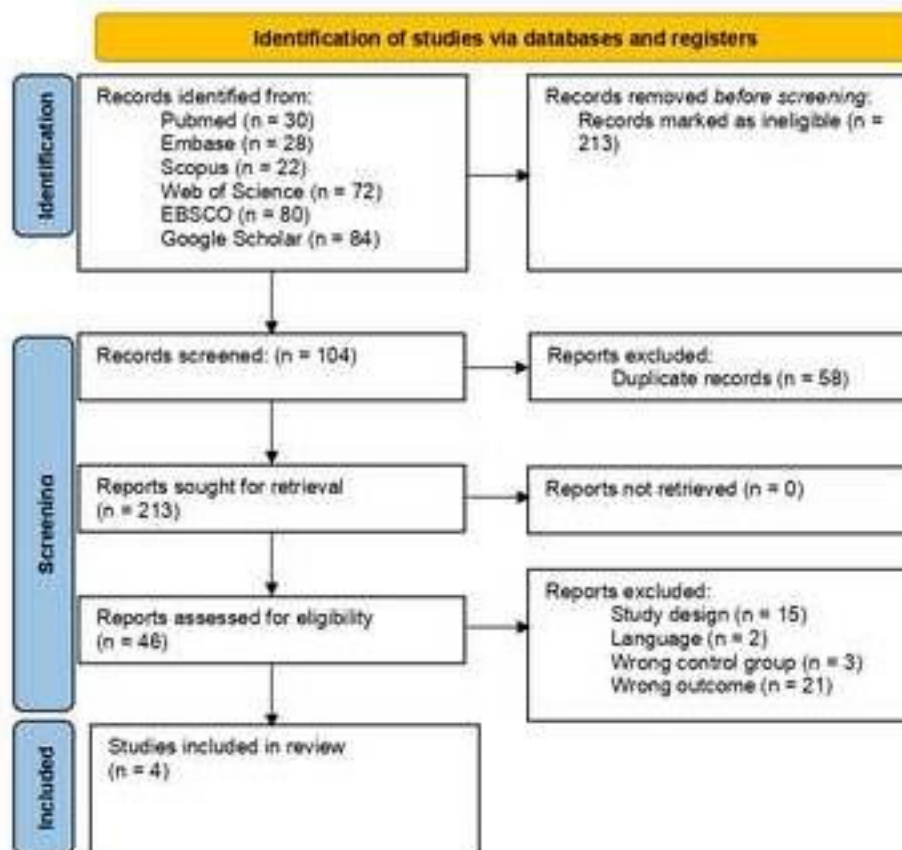 Identification of studies via databases and registers
Identification
Records identified from:
Pubmed (n = 30)
Embase (n = 28)
Scopus (n = 22)
Web of Science (n = 72)
EBSCO (n = 80)
Google Scholar (n = 84)
Records removed before screening:
Records marked as ineligible (n =
213)
Screening
Records screened: (n = 104)
Reports excluded:
Duplicate records (n = 58)
Reports sought for retrieval
(n = 213)
Reports not retrieved (n = 0)
Reports assessed for eligibility
(n = 46)
Reports excluded:
Study design (n = 15)
Language (n = 2)
Wrong control group (n = 3)
Wrong outcome (n = 21)
Included
Studies included in review
(n = 4)